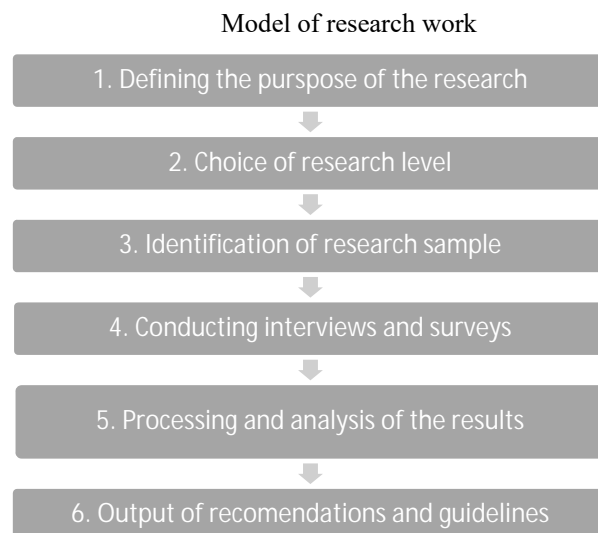 Model of research work
1. Defining the purspose of the research
2. Choice of research level
3. Identification of research sample
4. Conducting interviews and surveys
5. Processing and analysis of the results
6. Output of recomendations and guidelines